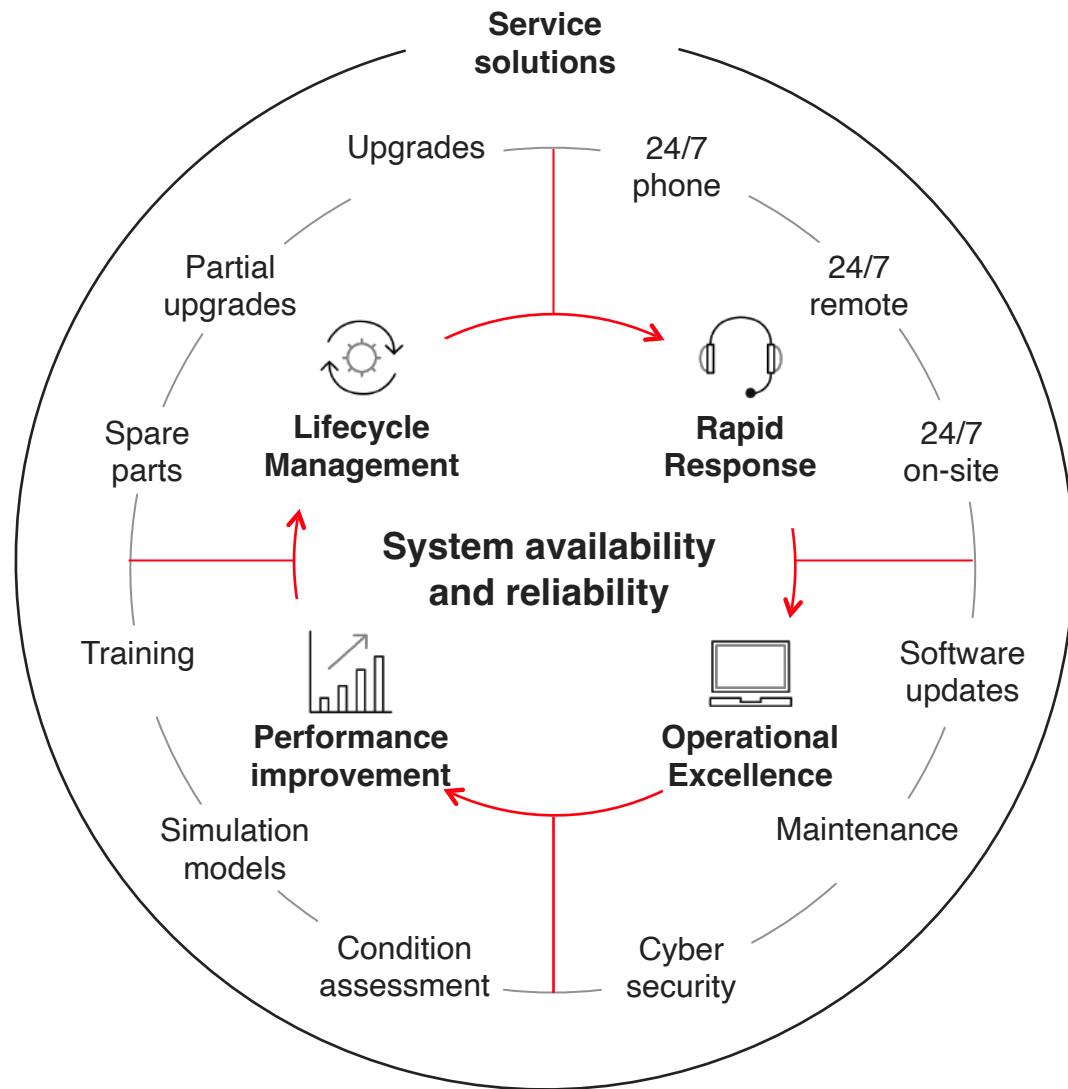 Service
solutions
Upgrades
24/7
phone
Partial
upgrades
24/7
remote
Lifecycle
Management
Rapid
Response
Spare
parts
24/7
on-site
System availability
and reliability
Training
Software
updates
Performance
improvement
Operational
Excellence
Simulation
models
Maintenance
Condition
assessment
Cyber
security